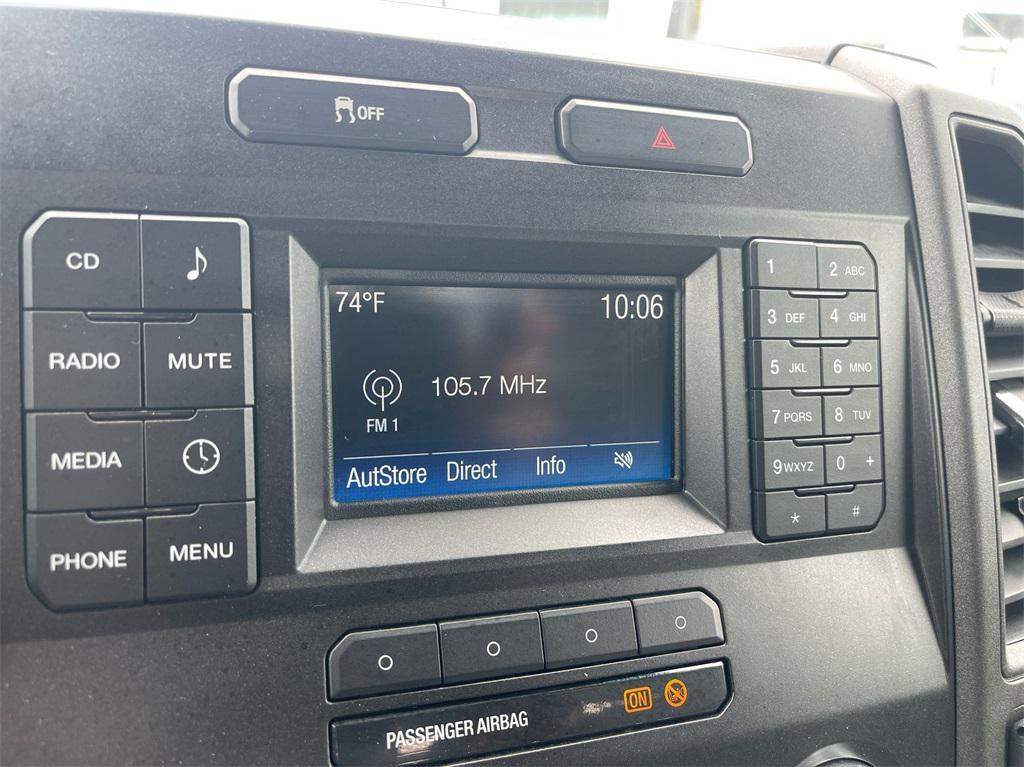 OFF
CD
RADIO MUTE
MEDIA
PHONE MENU
74°F 10:06
105.7 MHz
FM 1
AutStore Direct Info
1 2 ABC
3 DEF 4 GHI
5 JKL 6 MNO
7 PQRS 8 TUV
9 WXYZ 0 +
* #
PASSENGER AIRBAG ON